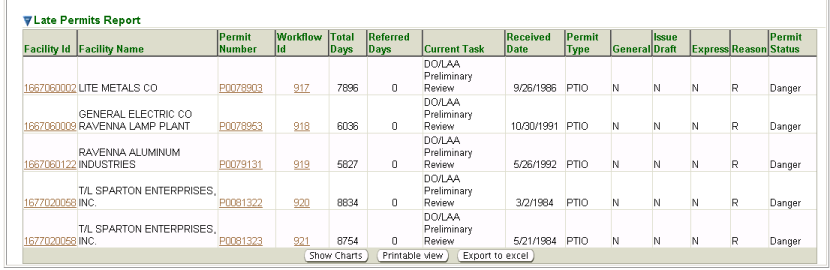 Late Permits Report
Facility Id Facility Name Permit Number Workflow Id Total Days Referred Days Current Task Received Date Permit Type General Issue Draft Express Reason Permit Status
1667060002 LITE METALS CO P0078903 917 7896 0 DO/LAA Preliminary Review 9/26/1986 PTIO N N N R Danger
1667060009 GENERAL ELECTRIC CO RAVENNA LAMP PLANT P0078953 918 6036 0 DO/LAA Preliminary Review 10/30/1991 PTIO N N N R Danger
1667060122 RAVENNA ALUMINUM INDUSTRIES P0079131 919 5827 0 DO/LAA Preliminary Review 5/26/1992 PTIO N N N R Danger
1677020058 T/L SPARTON ENTERPRISES, INC. P0081322 920 8834 0 DO/LAA Preliminary Review 3/2/1984 PTIO N N N R Danger
1677020058 T/L SPARTON ENTERPRISES, INC. P0081323 921 8754 0 DO/LAA Preliminary Review 5/21/1984 PTIO N N N R Danger
Show Charts Printable view Export to excel